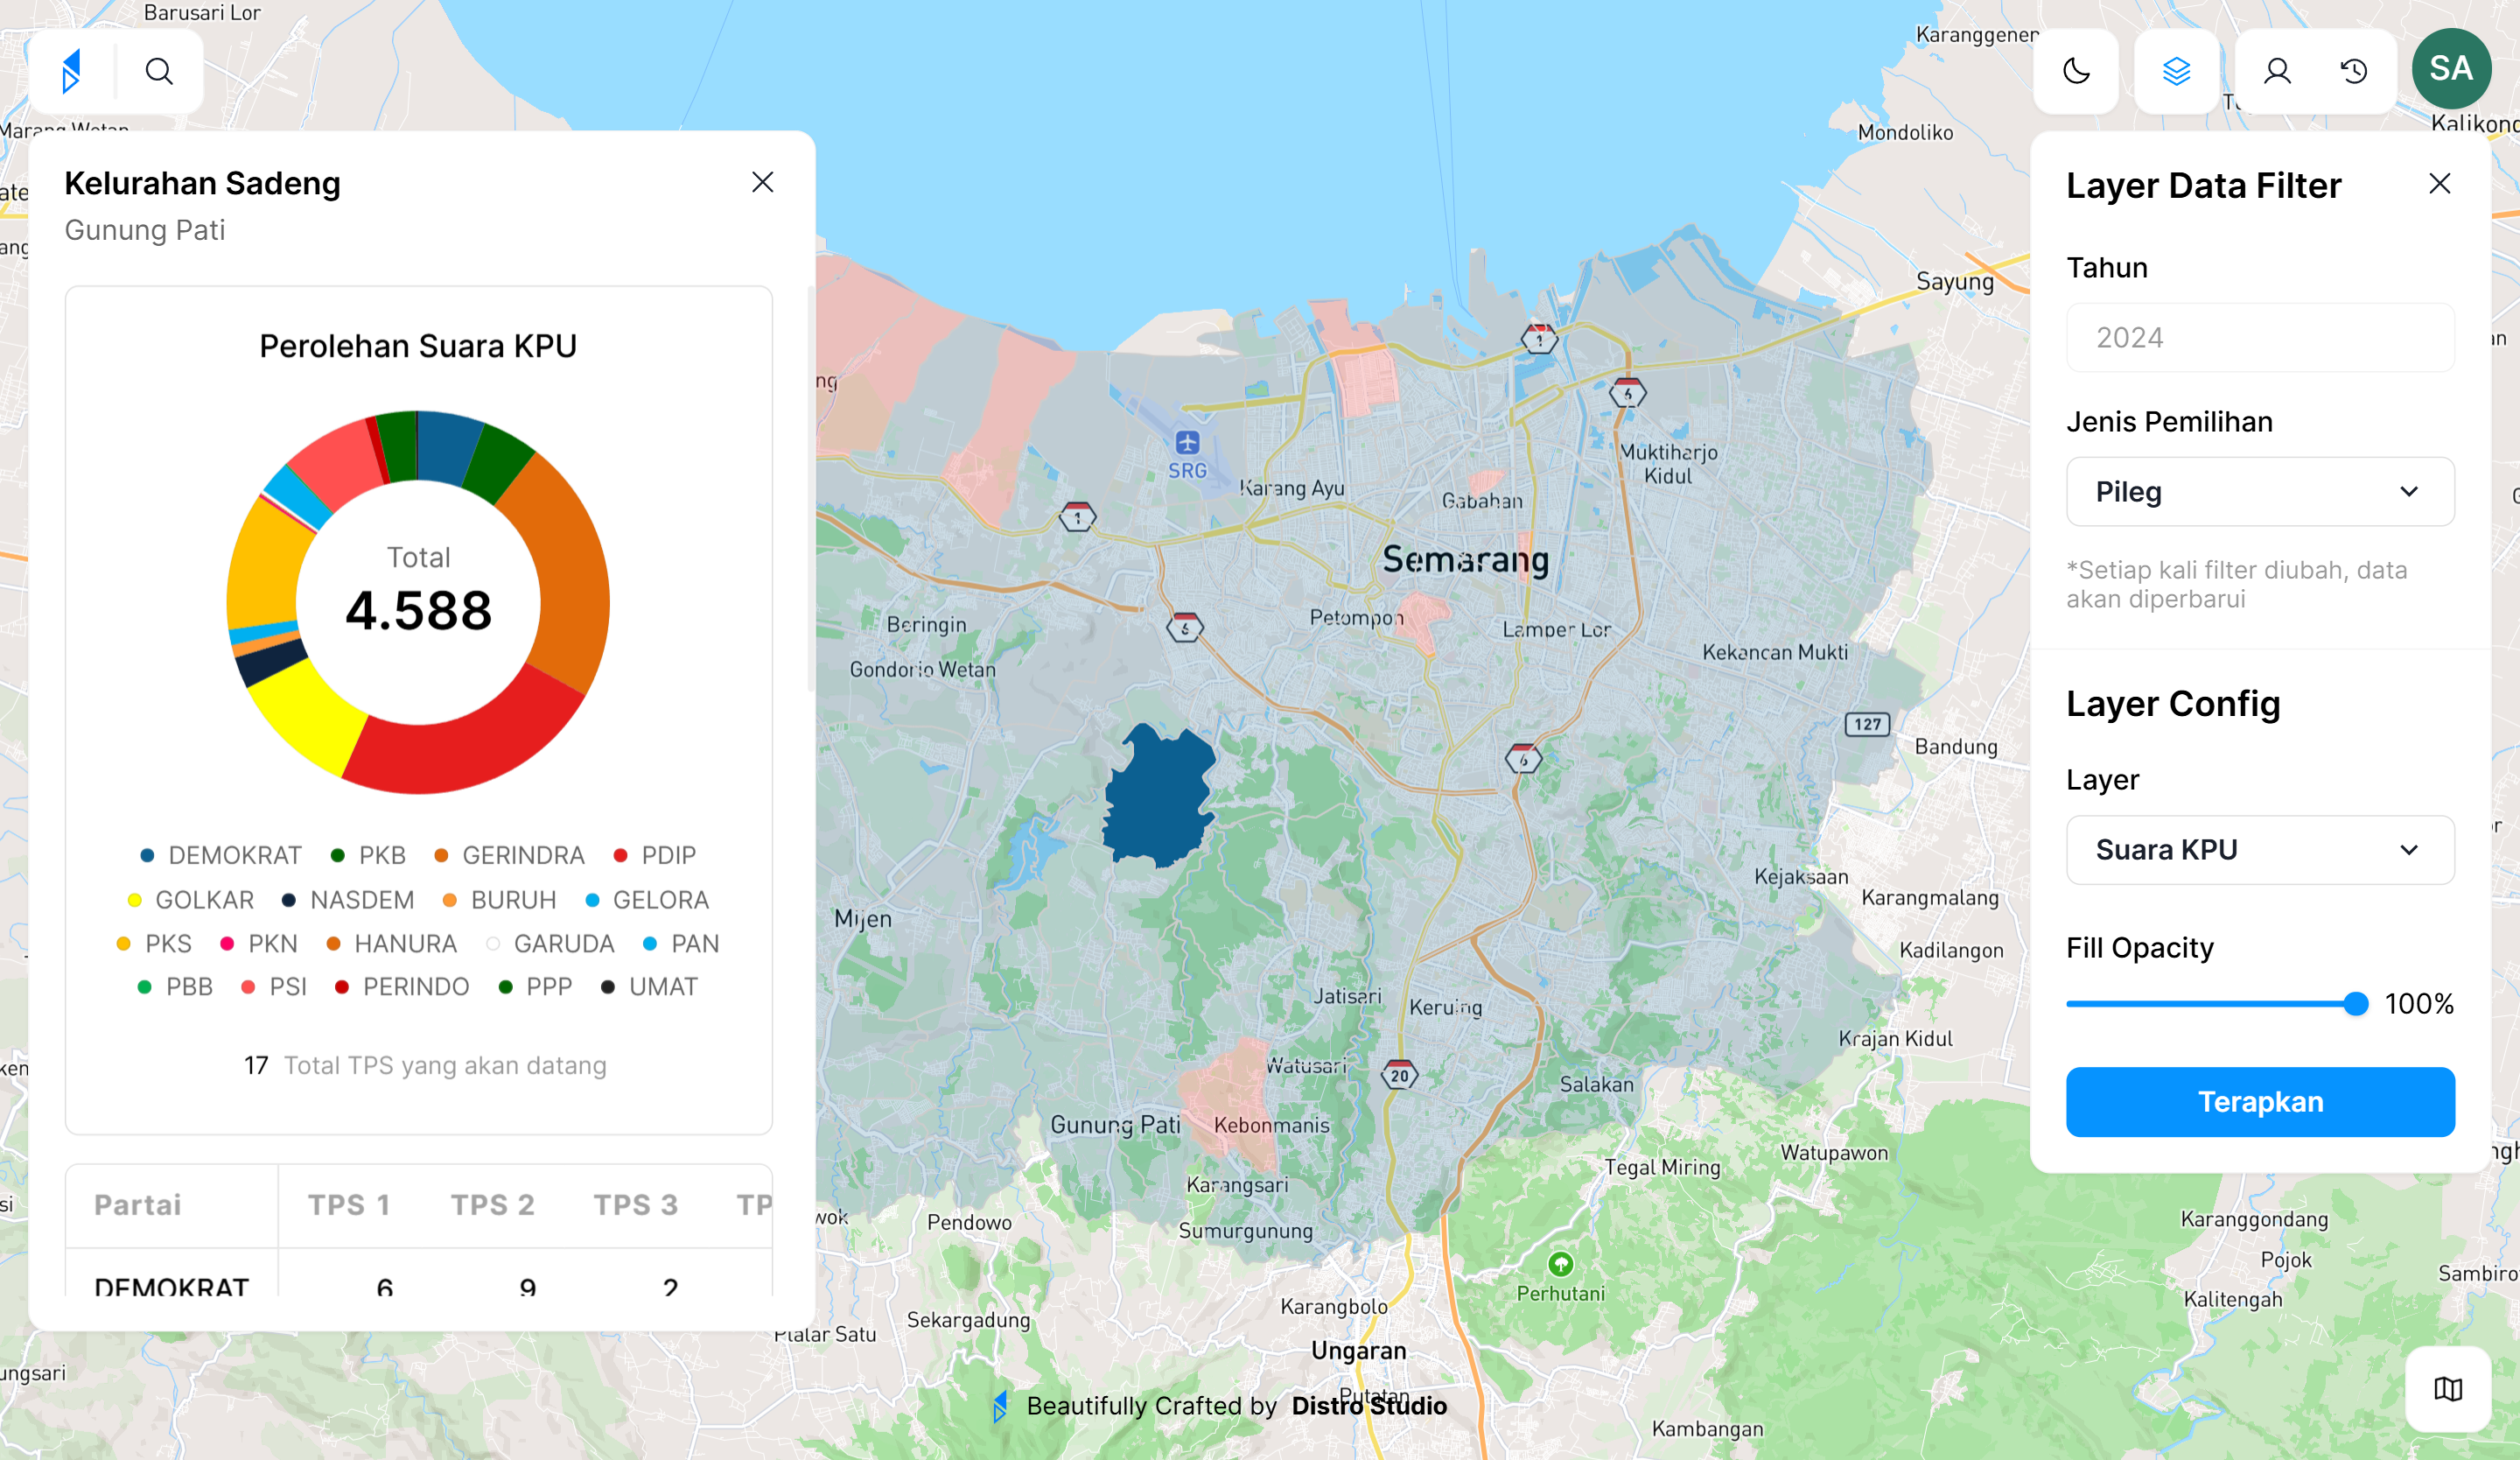 Barusari Lor
Karanggenen
SA
Mondoliko
Kelurahan Sadeng
Gunung Pati
Perolehan Suara KPU
Total
4.588
DEMOKRAT PKB GERINDRA PDIP
GOLKAR NASDEM BURUH GELORA
PKS PKN HANURA GARUDA PAN
PBB PSI PERINDO PPP UMAT
17 Total TPS yang akan datang
Partai TPS 1 TPS 2 TPS 3 TP
DEMOKRAT 6 9 2
Layer Data Filter
Tahun
2024
Jenis Pemilihan
Pileg
*Setiap kali filter diubah, data
akan diperbarui
Layer Config
Layer
Suara KPU
Fill Opacity
100%
Terapkan
Sayung
1
6
Muktiharjo
Kidul
SRG
Karang Ayu
Gabahan
1
Semarang
Beringin
6
Petompon
Lamper Lor
Kekancan Mukti
Gondorio Wetan
127
Bandung
6
Kejaksaan
Karangmalang
Mijen
Kadilangon
Jatisari
Keruing
Krajan Kidul
Watusari
20
Salakan
Gunung Pati
Kebonmanis
Watupawon
Tegal Miring
Karangsari
Pendowo
Sumurgunung
Karanggondang
Pojok
Perhutani
Kalitengah
Karangbolo
Sekargadung
Plalar Satu
Ungaran
Putatan
Beautifully Crafted by Distro Studio
Kambangan